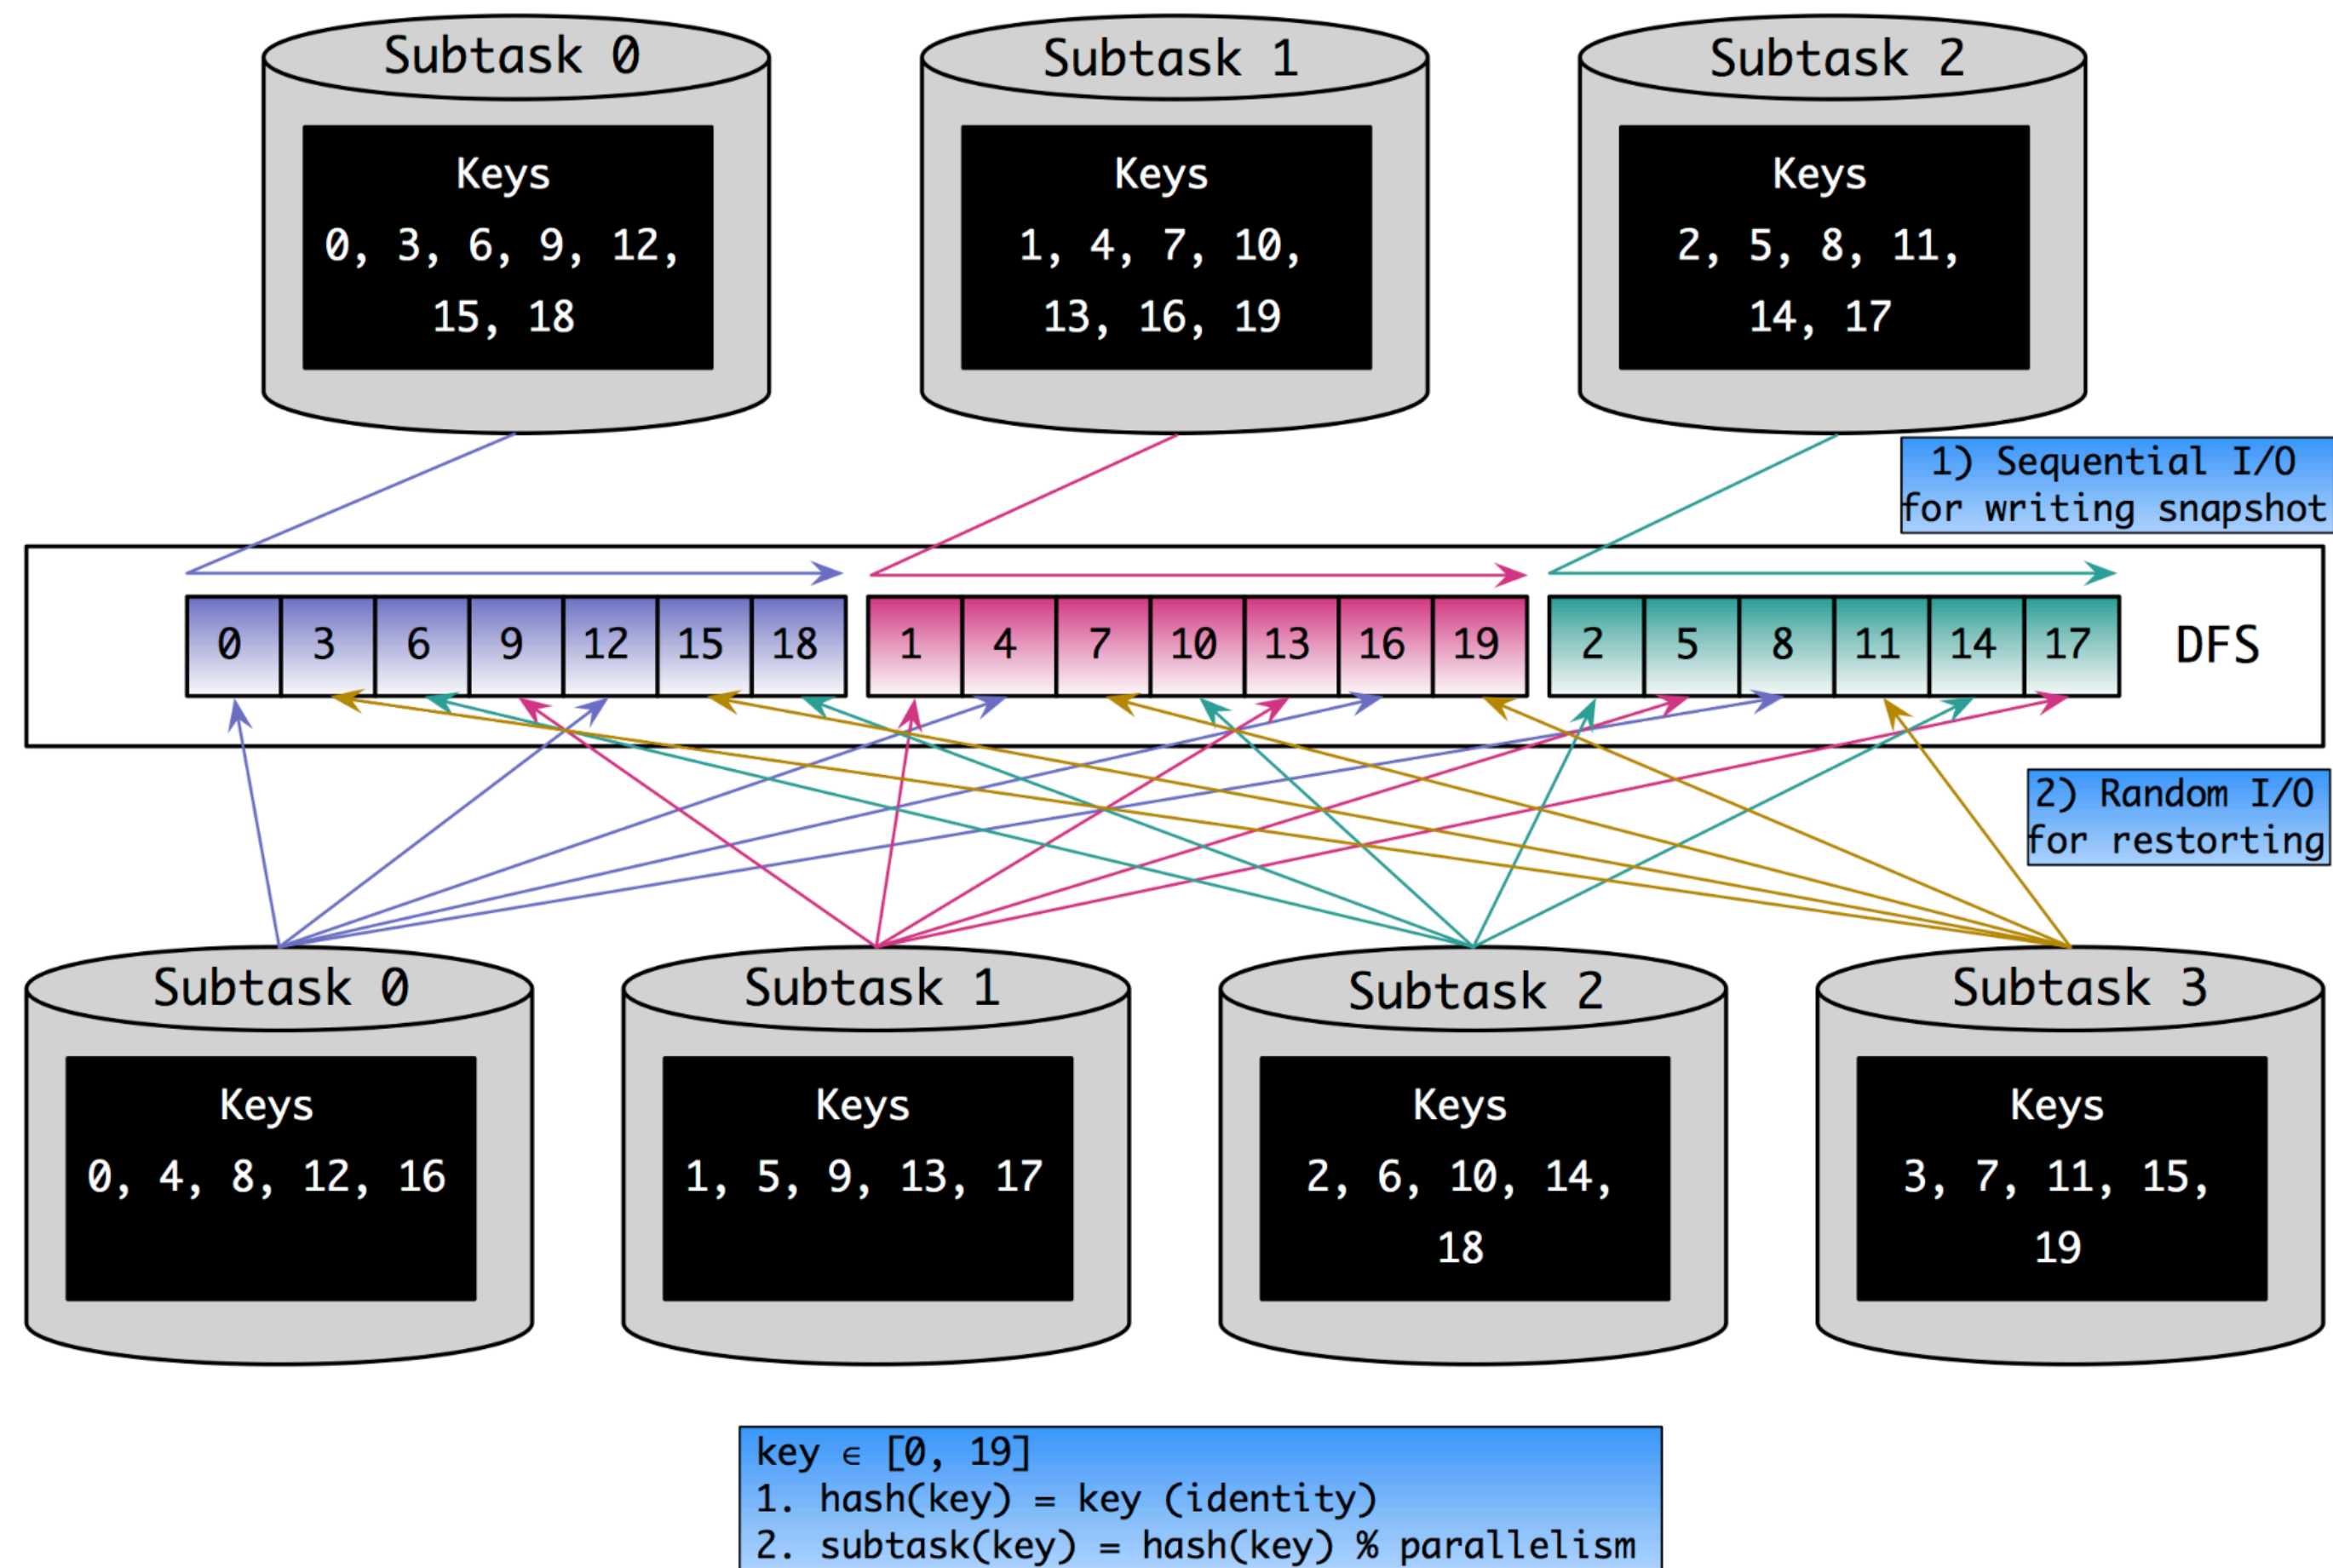 Subtask 0
Keys
0, 3, 6, 9, 12,
15, 18
Subtask 1
Keys
1, 4, 7, 10,
13, 16, 19
Subtask 2
Keys
2, 5, 8, 11,
14, 17
1) Sequential I/O
for writing snapshot
0 3 6 9 12 15 18 1 4 7 10 13 16 19 2 5 8 11 14 17 DFS
2) Random I/O
for restorting
Subtask 0
Keys
0, 4, 8, 12, 16
Subtask 1
Keys
1, 5, 9, 13, 17
Subtask 2
Keys
2, 6, 10, 14,
18
Subtask 3
Keys
3, 7, 11, 15,
19
key ∈ [0, 19]
1. hash(key) = key (identity)
2. subtask(key) = hash(key) % parallelism